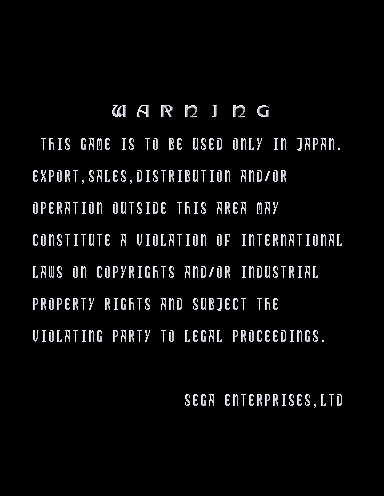 WARNING
THIS GAME IS TO BE USED ONLY IN JAPAN.
EXPORT,SALES,DISTRIBUTION AND/OR
OPERATION OUTSIDE THIS AREA MAY
CONSTITUTE A VIOLATION OF INTERNATIONAL
LAWS ON COPYRIGHTS AND/OR INDUSTRIAL
PROPERTY RIGHTS AND SUBJECT THE
VIOLATING PARTY TO LEGAL PROCEEDINGS.
SEGA ENTERPRISES,LTD